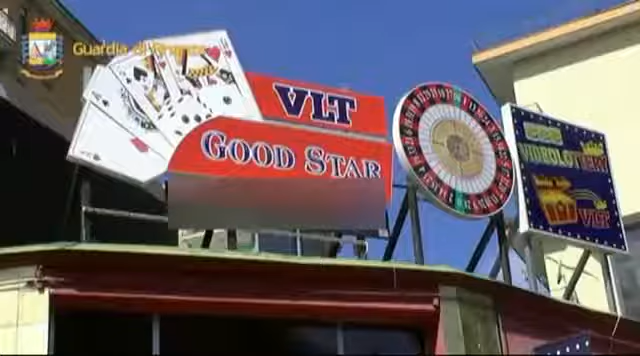 Guardia di Finanza
VLT
GOOD STAR
VIDEOLOTTERY
VLT